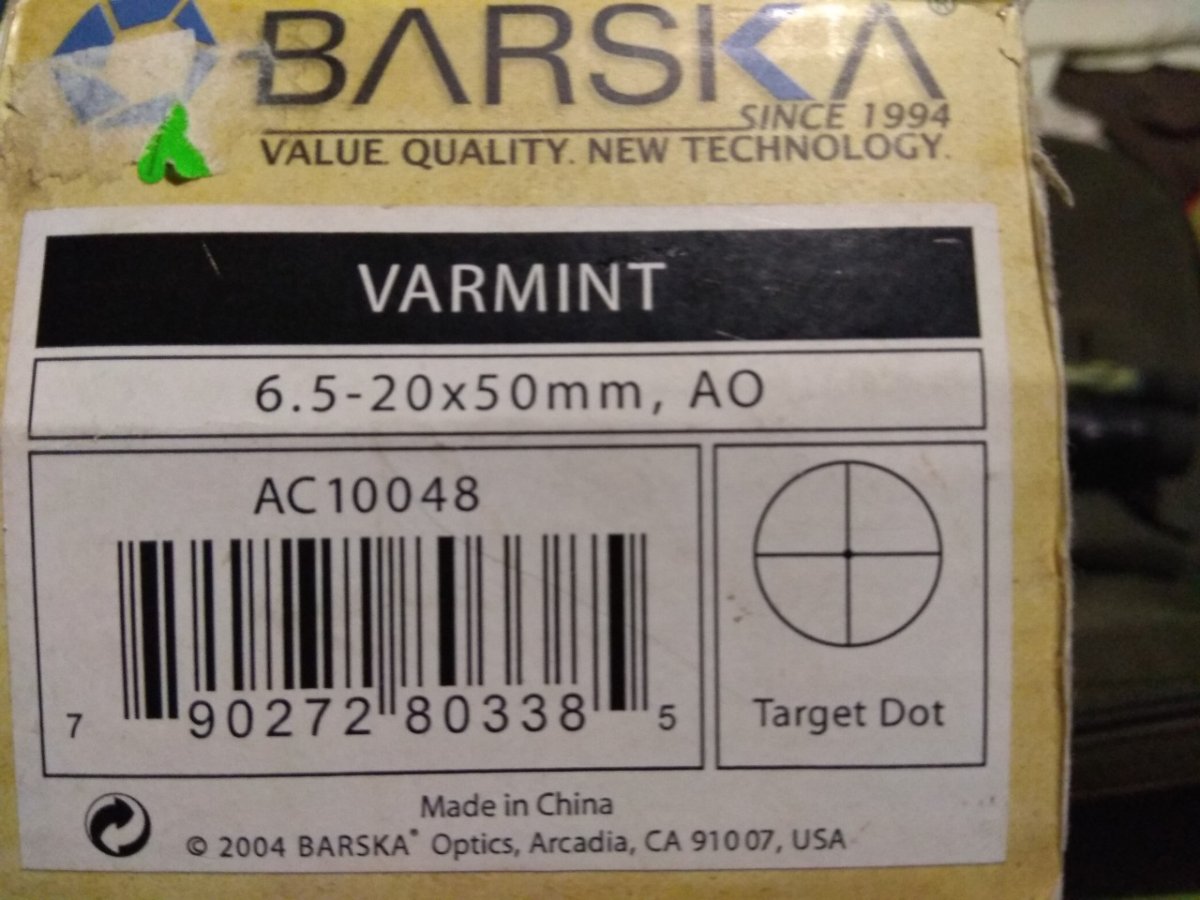 BARSKA®
SINCE 1994
VALUE. QUALITY. NEW TECHNOLOGY.
VARMINT
6.5-20x50mm, AO
AC10048
7 90272 80338 5
Target Dot
Made in China
© 2004 BARSKA® Optics, Arcadia, CA 91007, USA